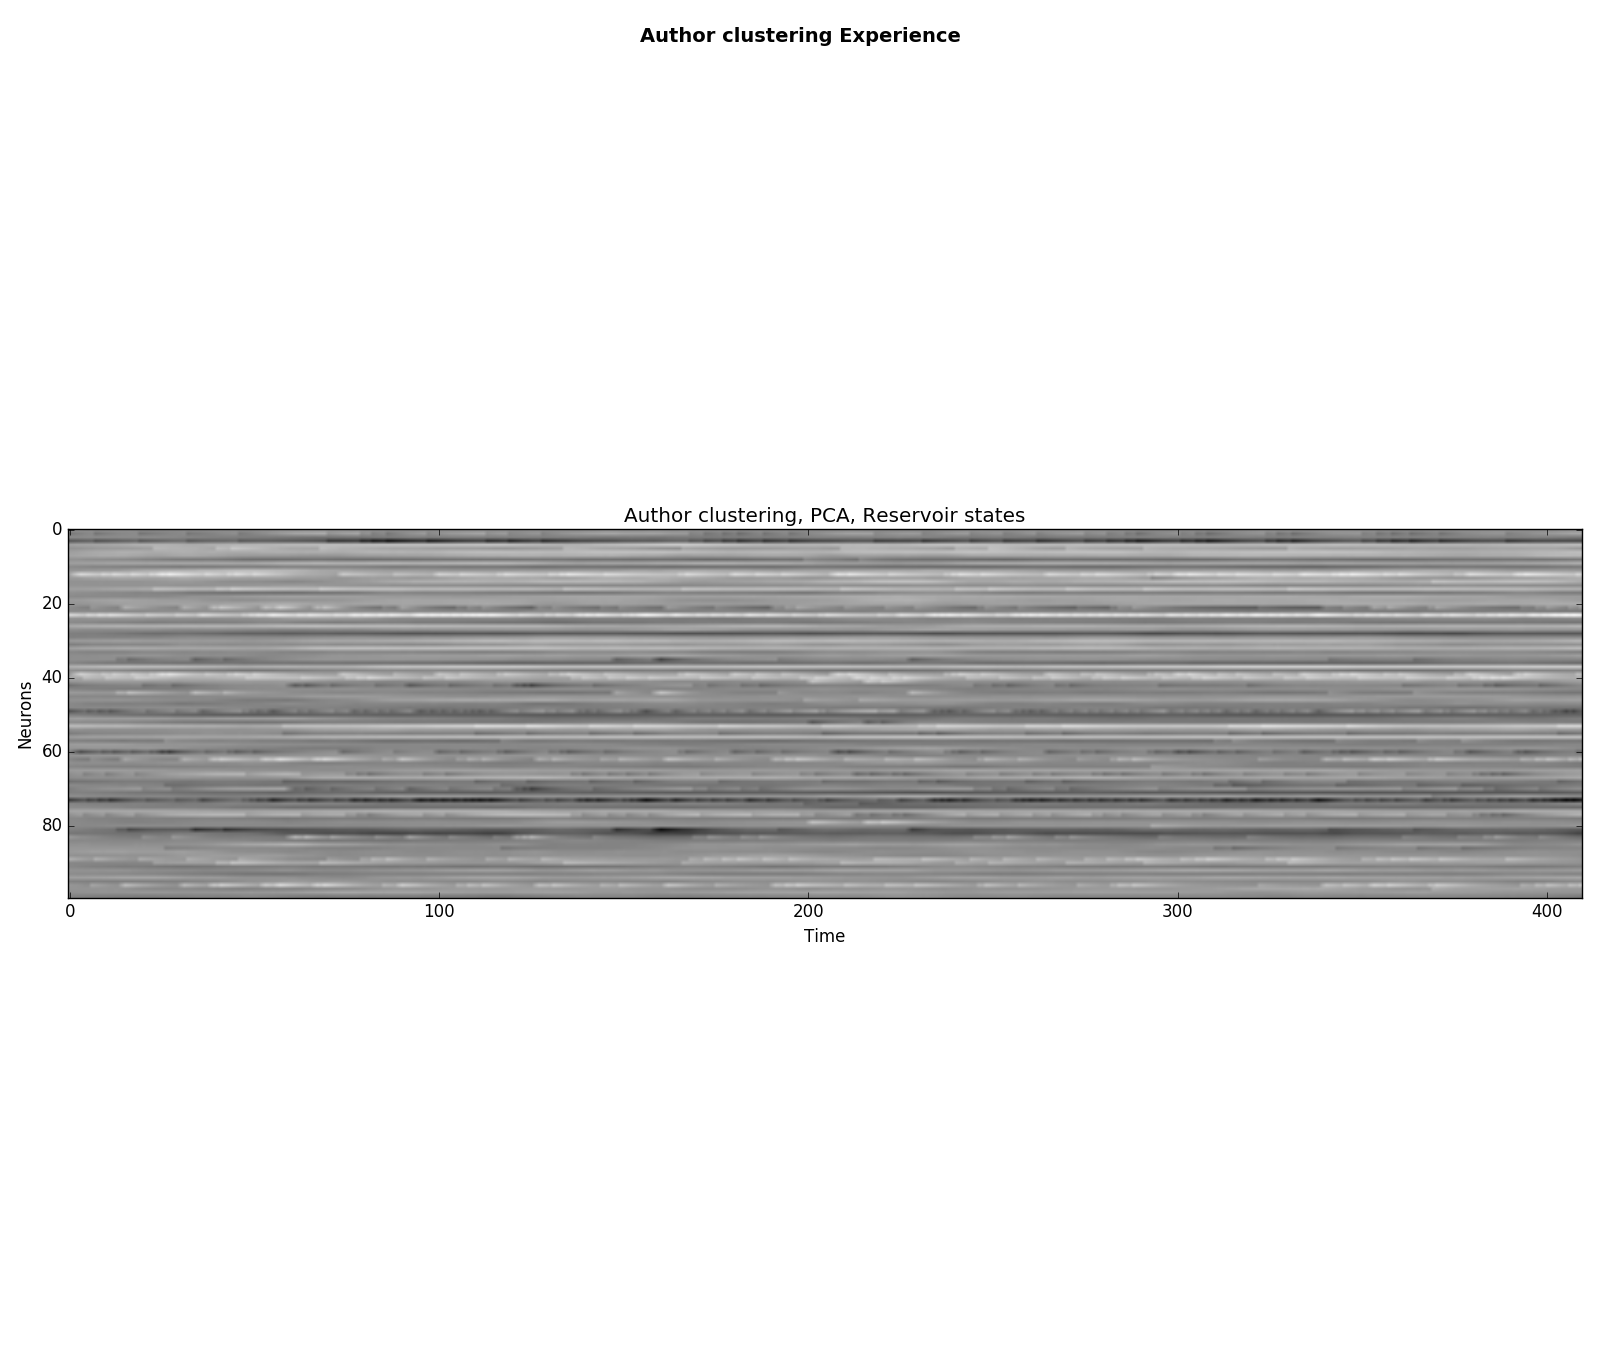 Author clustering Experience
Author clustering, PCA, Reservoir states
0
20
40
60
80
Neurons
0 100 200 300 400
Time